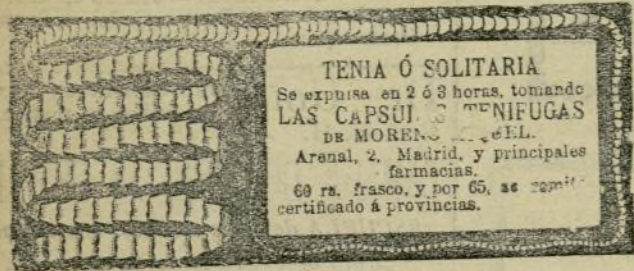 TENIA Ó SOLITARIA
Se expulsa en 2 ó 3 horas, tomando
LAS TENIFUGAS
DE MORENO
Arenal, 2, Madrid, y principales
farmacias.
60 rs. frasco, y por 65, se
certificado á provincias.